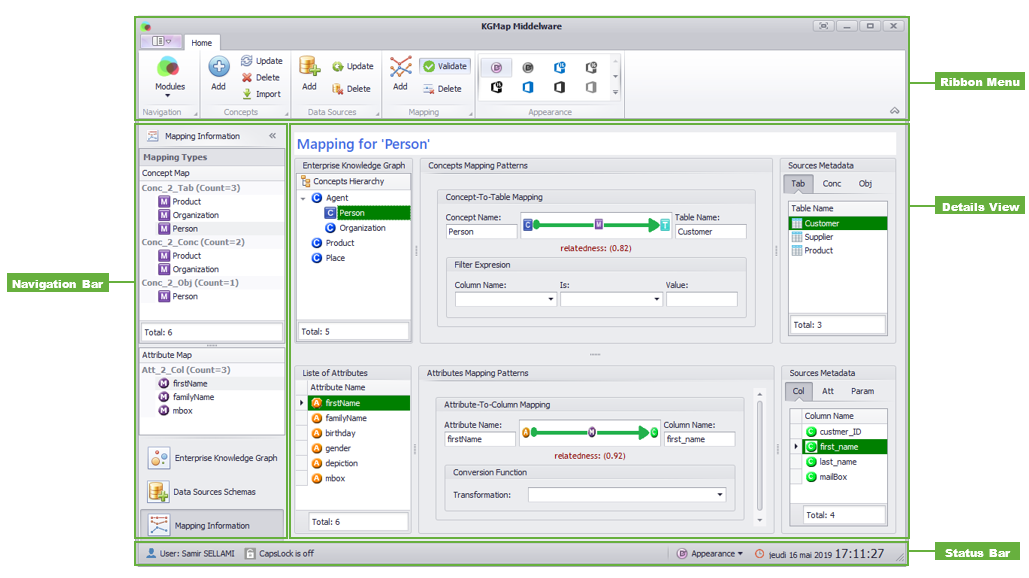 KGMap Middelware
Home
Modules
Navigation
Add
Update
Delete
Import
Concepts
Add
Update
Delete
Data Sources
Add
Validate
Delete
Mapping
Appearance
Ribbon Menu
Mapping Information
Mapping Types
Concept Map
Conc_2_Tab (Count=3)
Product
Organization
Person
Conc_2_Conc (Count=2)
Product
Organization
Conc_2_Obj (Count=1)
Person
Total: 6
Attribute Map
Att_2_Col (Count=3)
firstName
familyName
mbox
Enterprise Knowledge Graph
Data Sources Schemas
Mapping Information
Navigation Bar
Mapping for 'Person'
Enterprise Knowledge Graph
Concepts Hierarchy
Agent
Person
Organization
Product
Place
Total: 5
Concepts Mapping Patterns
Concept-To-Table Mapping
Concept Name:
Person
C
M
T
Table Name:
Customer
relatedness: (0.82)
Filter Expresion
Column Name:
Is:
Value:
Sources Metadata
Tab
Conc
Obj
Table Name
Customer
Supplier
Product
Total: 3
Details View
Liste of Attributes
Attribute Name
firstName
familyName
birthday
gender
depiction
mbox
Total: 6
Attributes Mapping Patterns
Attribute-To-Column Mapping
Attribute Name:
firstName
A
M
C
Column Name:
first_name
relatedness: (0.92)
Conversion Function
Transformation:
Sources Metadata
Col
Att
Param
Column Name
custmer_ID
first_name
last_name
mailBox
Total: 4
User: Samir SELLAMI
CapsLock is off
Appearance
jeudi 16 mai 2019 17:11:27
Status Bar